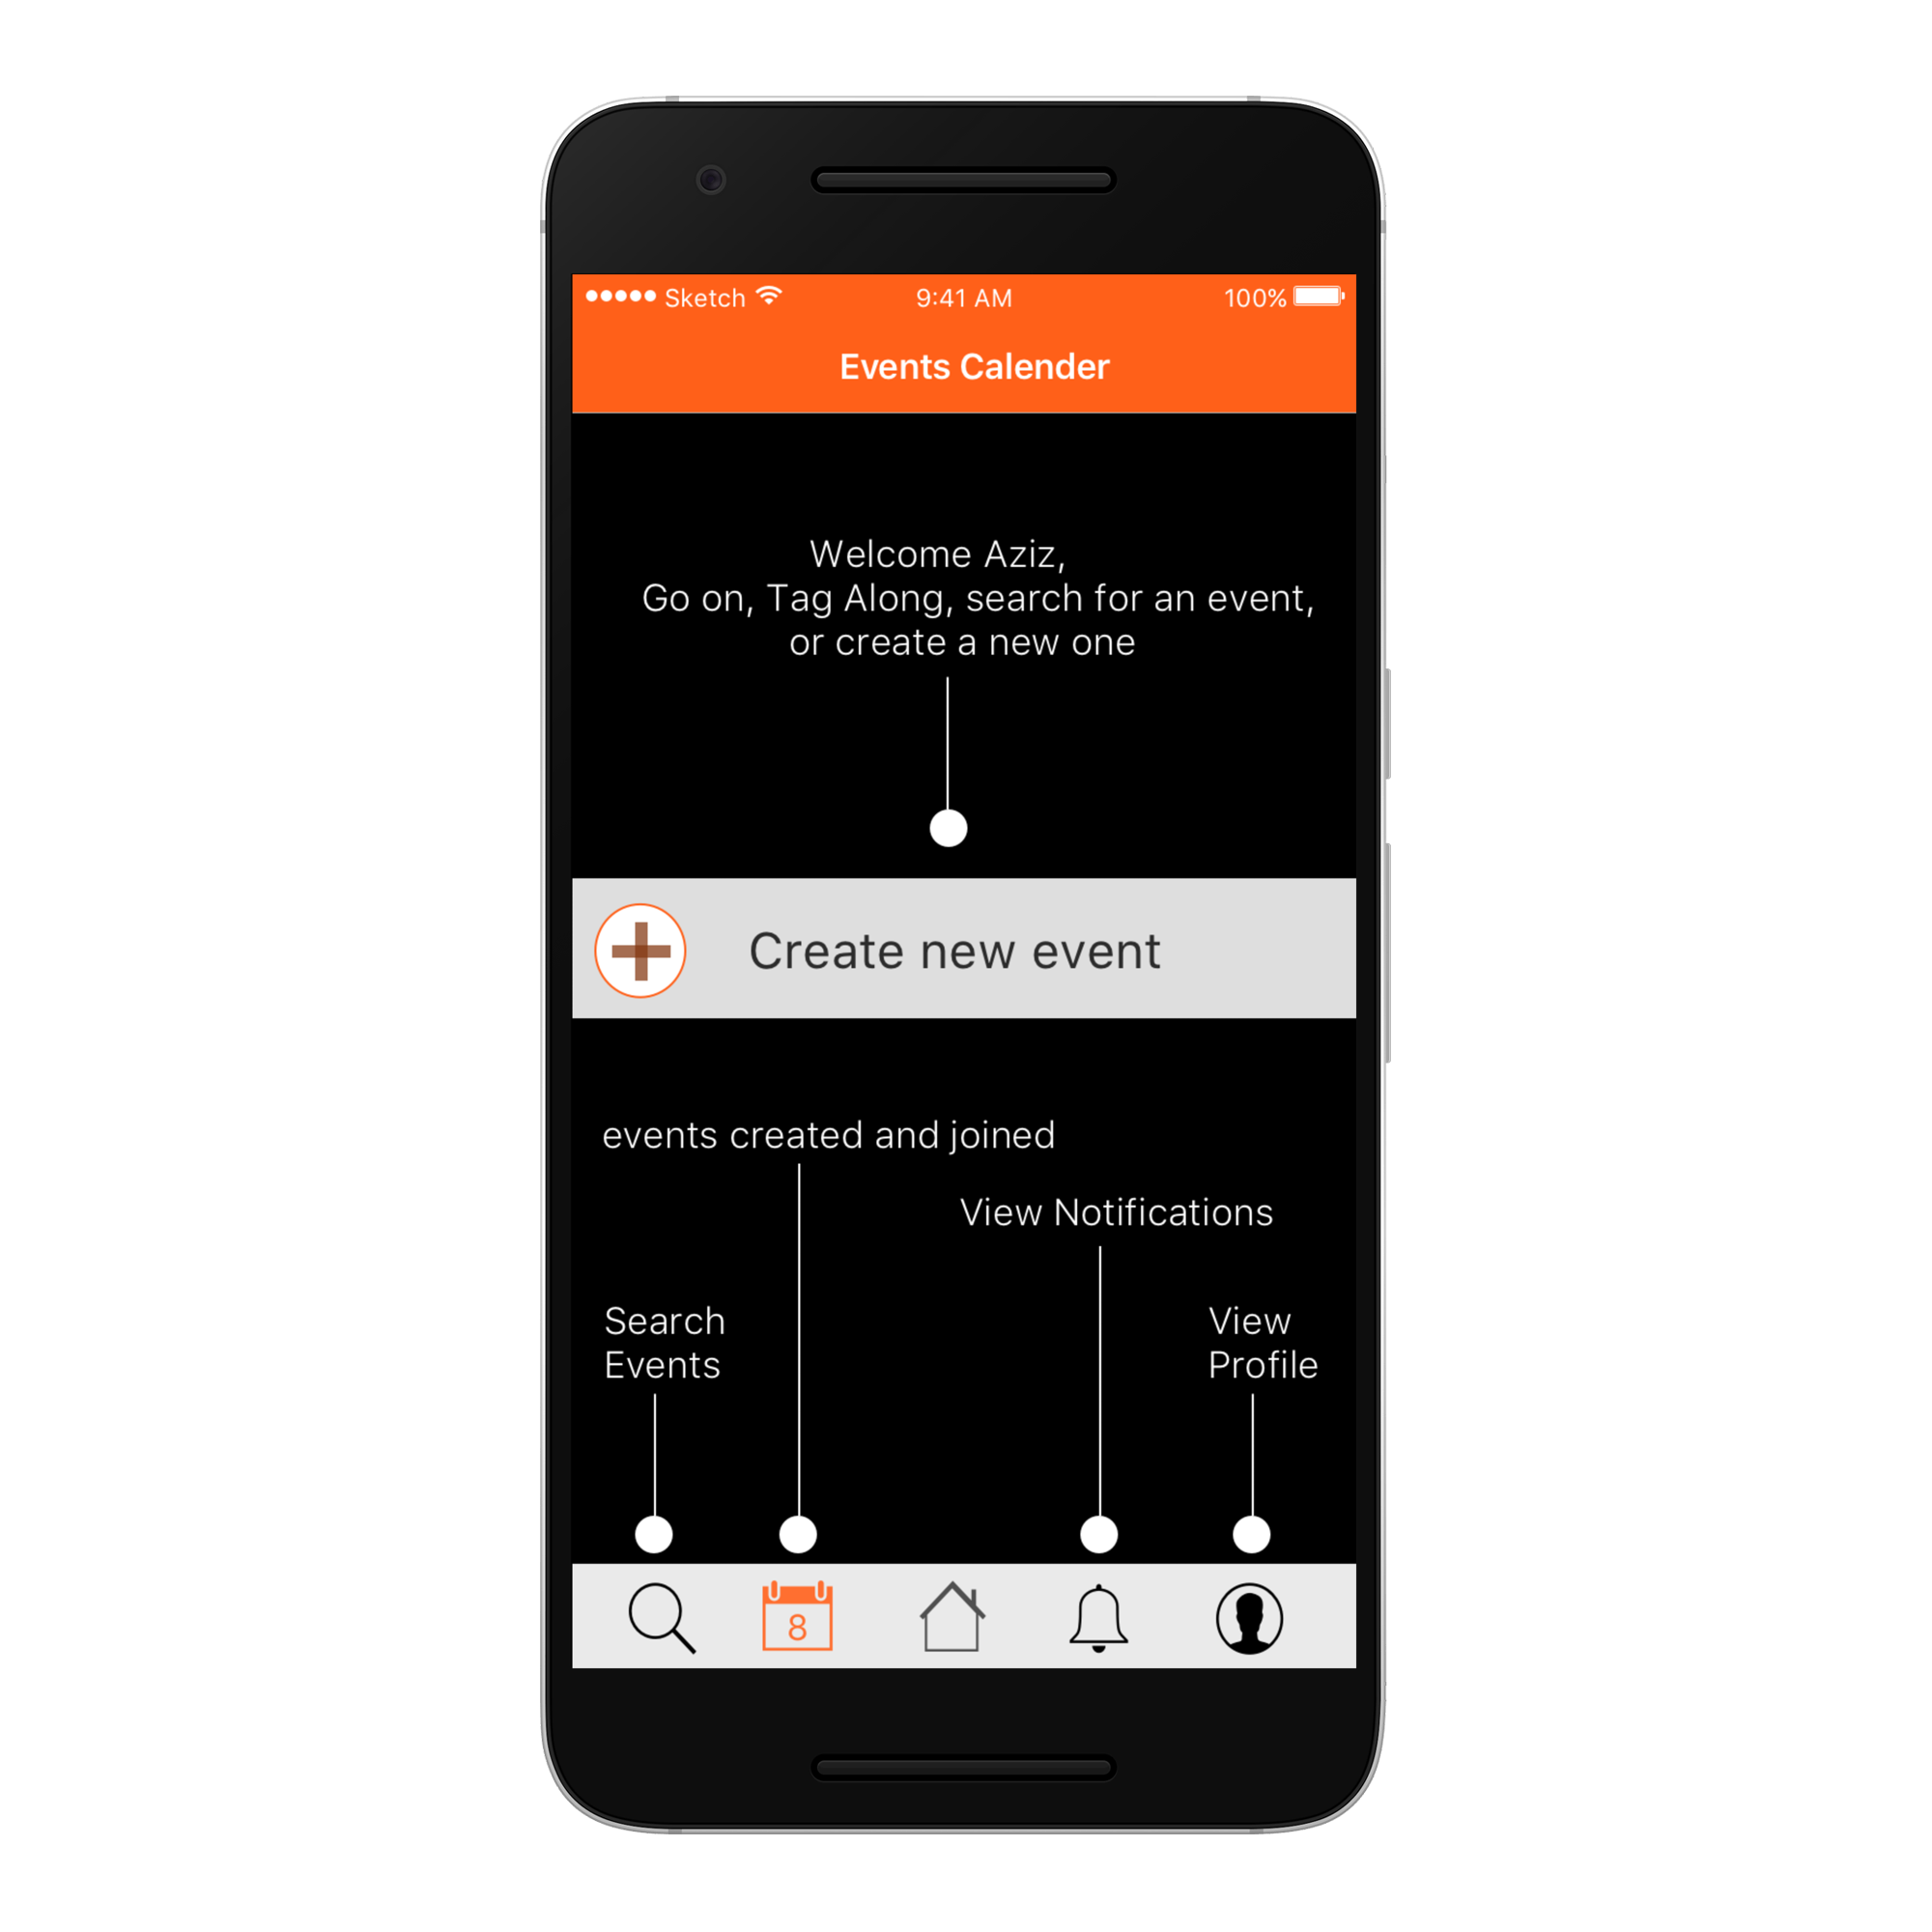 Sketch 9:41 AM 100%
Events Calender
Welcome Aziz,
Go on, Tag Along, search for an event,
or create a new one
Create new event
events created and joined
View Notifications
Search
Events
View
Profile
8